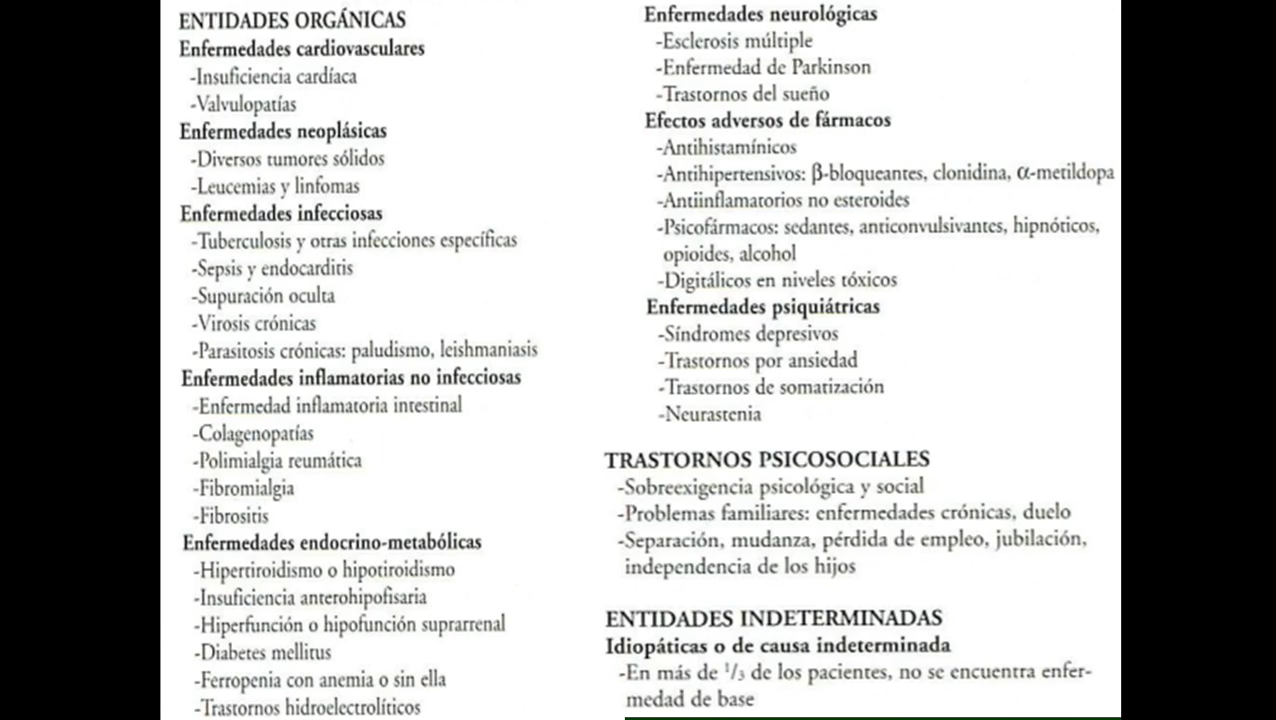 ENTIDADES ORGÁNICAS
Enfermedades cardiovasculares
-Insuficiencia cardíaca
-Valvulopatías
Enfermedades neoplásicas
-Diversos tumores sólidos
-Leucemias y linfomas
Enfermedades infecciosas
-Tuberculosis y otras infecciones específicas
-Sepsis y endocarditis
-Supuración oculta
-Virosis crónicas
-Parasitosis crónicas: paludismo, leishmaniasis
Enfermedades inflamatorias no infecciosas
-Enfermedad inflamatoria intestinal
-Colagenopatías
-Polimialgia reumática
-Fibromialgia
-Fibrositis
Enfermedades endocrino-metabólicas
-Hipertiroidismo o hipotiroidismo
-Insuficiencia anterohipofisaria
-Hiperfunción o hipofunción suprarrenal
-Diabetes mellitus
-Ferropenia con anemia o sin ella
-Trastornos hidroelectrolíticos
Enfermedades neurológicas
-Esclerosis múltiple
-Enfermedad de Parkinson
-Trastornos del sueño
Efectos adversos de fármacos
-Antihistamínicos
-Antihipertensivos: β-bloqueantes, clonidina, α-metildopa
-Antiinflamatorios no esteroides
-Psicofármacos: sedantes, anticonvulsivantes, hipnóticos,
opioides, alcohol
-Digitálicos en niveles tóxicos
Enfermedades psiquiátricas
-Síndromes depresivos
-Trastornos por ansiedad
-Trastornos de somatización
-Neurastenia
TRASTORNOS PSICOSOCIALES
-Sobreexigencia psicológica y social
-Problemas familiares: enfermedades crónicas, duelo
-Separación, mudanza, pérdida de empleo, jubilación,
independencia de los hijos
ENTIDADES INDETERMINADAS
Idiopáticas o de causa indeterminada
-En más de 1/3 de los pacientes, no se encuentra enfer-
medad de base